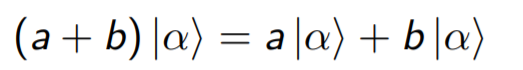 (a + b) |α⟩ = a |α⟩ + b |α⟩